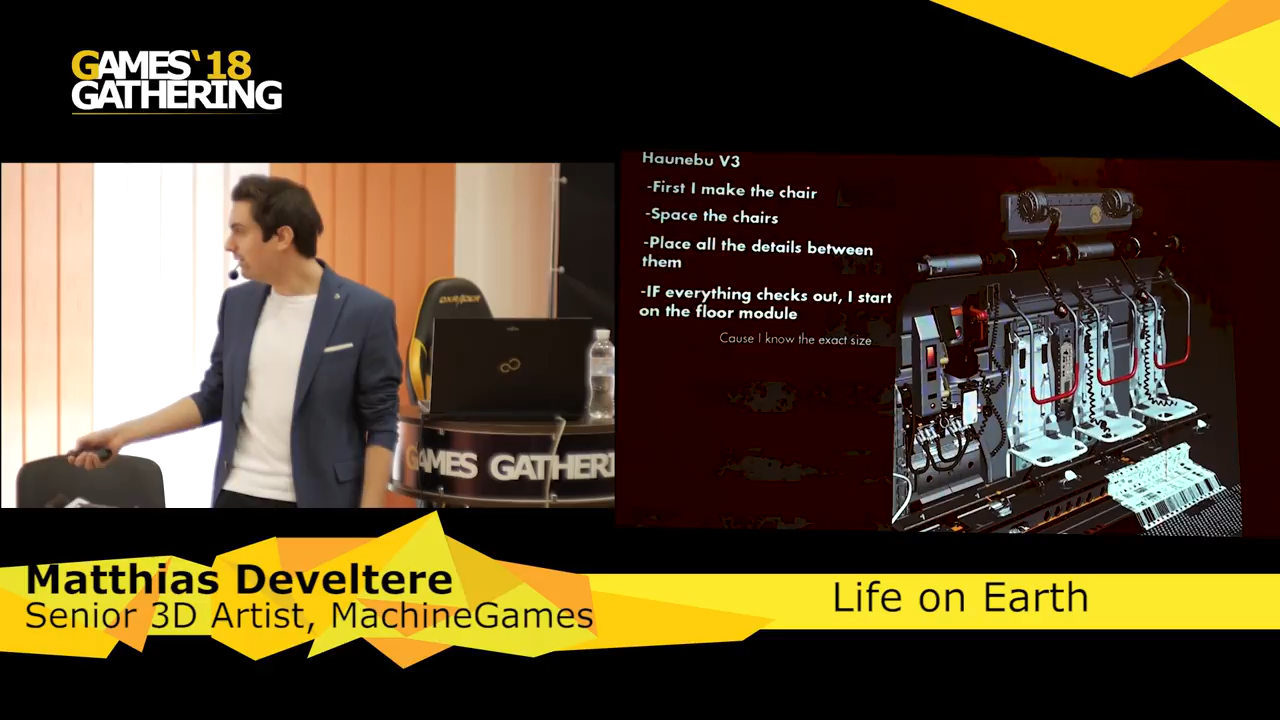 GAMES‘18
GATHERING
Haunebu V3
-First I make the chair
-Space the chairs
-Place all the details between
them
-IF everything checks out, I start
on the floor module
Cause I know the exact size
GAMES GATHERI
Matthias Develtere
Senior 3D Artist, MachineGames
Life on Earth